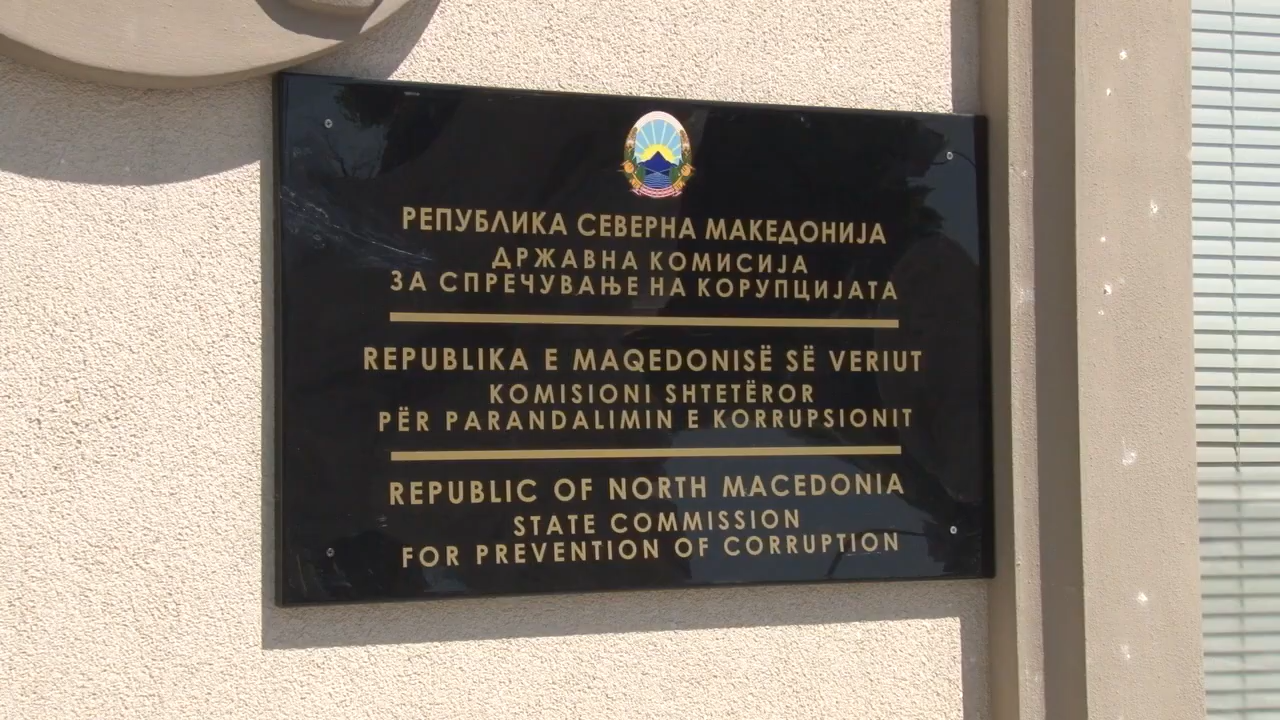 РЕПУБЛИКА СЕВЕРНА МАКЕДОНИЈА
ДРЖАВНА КОМИСИЈА
ЗА СПРЕЧУВАЊЕ НА КОРУПЦИЈАТА
REPUBLIKA E MAQEDONISË SË VERIUT
KOMISIONI SHTETËROR
PËR PARANDALIMIN E KORRUPSIONIT
REPUBLIC OF NORTH MACEDONIA
STATE COMMISSION
FOR PREVENTION OF CORRUPTION